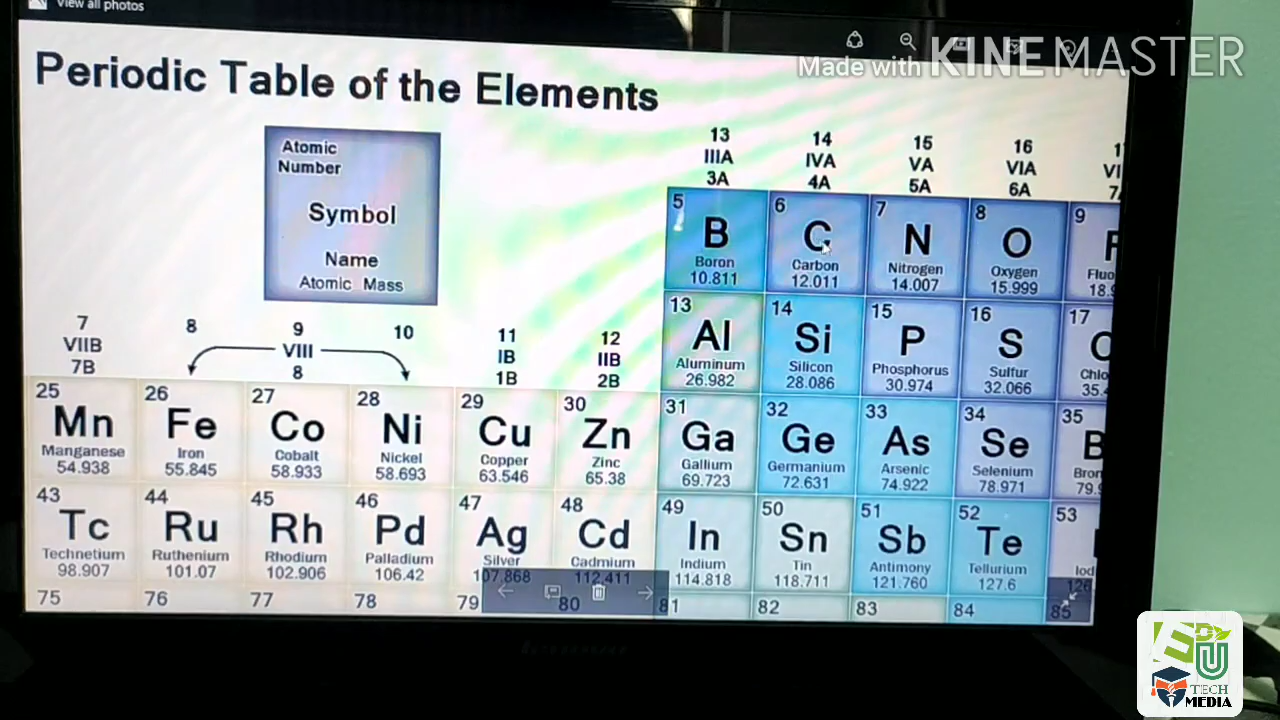 View all photos
Made with KINEMASTER
Periodic Table of the Elements
Atomic
Number
Symbol
Name
Atomic Mass
13
IIIA
3A
14
IVA
4A
15
VA
5A
16
VIA
6A
5
B
Boron
10.811
6
C
Carbon
12.011
7
N
Nitrogen
14.007
8
O
Oxygen
15.999
9
13
Al
Aluminum
26.982
14
Si
Silicon
28.086
15
P
Phosphorus
30.974
16
S
Sulfur
32.066
17
7
VIIB
7B
8
9
VIII
8
10
11
IB
1B
12
IIB
2B
25
Mn
Manganese
54.938
26
Fe
Iron
55.845
27
Co
Cobalt
58.933
28
Ni
Nickel
58.693
29
Cu
Copper
63.546
30
Zn
Zinc
65.38
31
Ga
Gallium
69.723
32
Ge
Germanium
72.631
33
As
Arsenic
74.922
34
Se
Selenium
78.971
35
43
Tc
Technetium
98.907
44
Ru
Ruthenium
101.07
45
Rh
Rhodium
102.906
46
Pd
Palladium
106.42
47
Ag
Silver
107.868
48
Cd
Cadmium
112.411
49
In
Indium
114.818
50
Sn
Tin
118.711
51
Sb
Antimony
121.760
52
Te
Tellurium
127.6
53
75
76
77
78
79
80
81
82
83
84
85
TECH
MEDIA